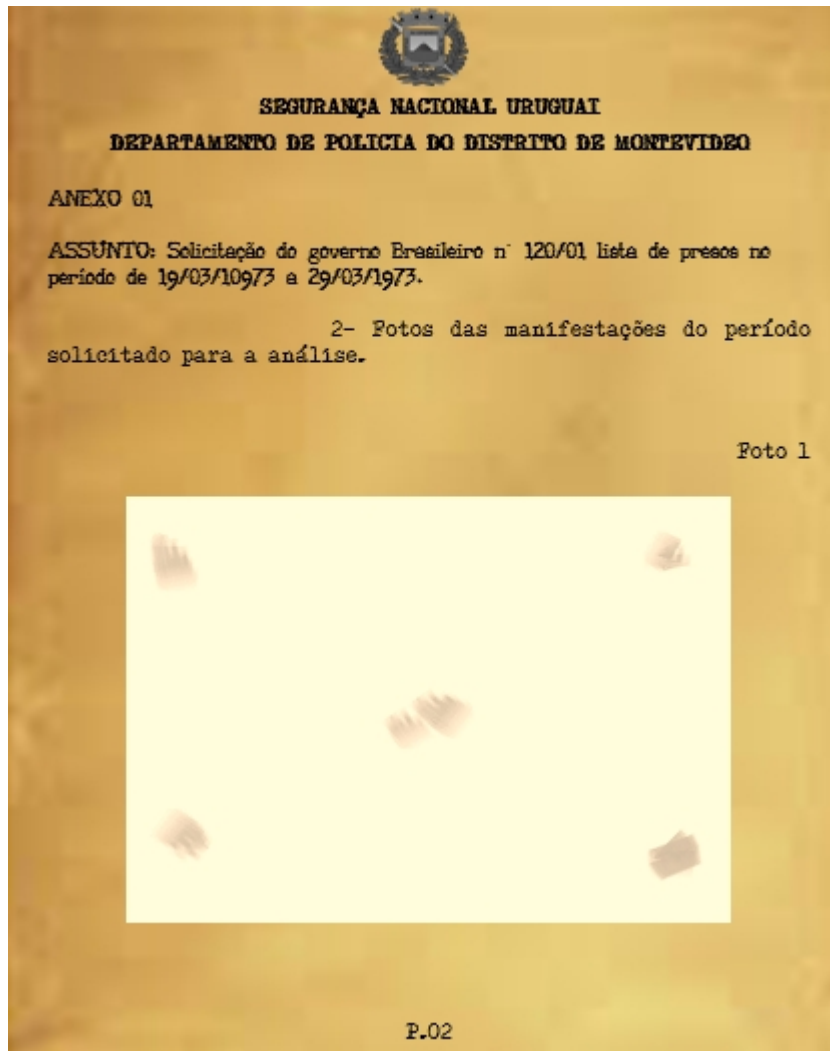 SEGURANÇA NACIONAL URUGUAI
DEPARTAMENTO DE POLICIA DO DISTRITO DE MONTEVIDEO
ANEXO 01
ASSUNTO: Solicitação do governo Brasileiro n° 120/01 lista de presos no
período de 19/03/10973 a 29/03/1973.
2- Fotos das manifestações do período
solicitado para a análise.
Foto 1
P.02